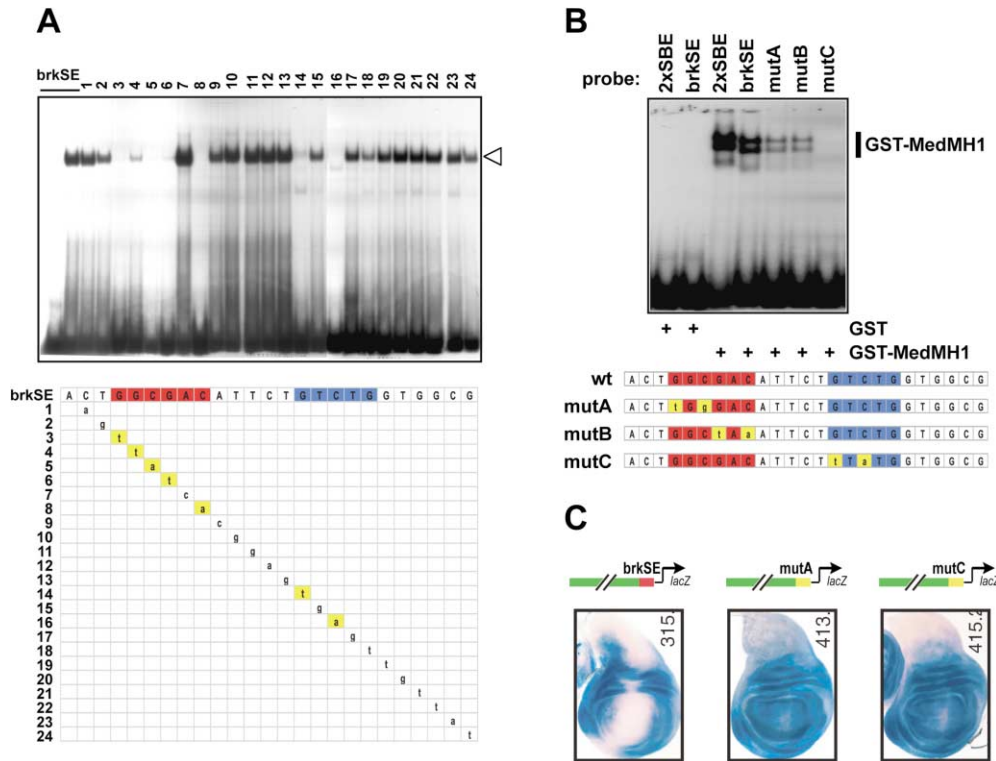 A
brkSE 1 2 3 4 5 6 7 8 9 10 11 12 13 14 15 16 17 18 19 20 21 22 23 24
brkSE A C T G G C G A C A T T C T G T C T G G T G G C G
1 a
2 g
3 t
4 t
5 a
6 t
7 c
8 a
9 c
10 g
11 g
12 a
13 g
14 t
15 g
16 a
17 g
18 t
19 t
20 g
21 t
22 t
23 a
24 t
B
probe: 2xSBE brkSE 2xSBE brkSE mutA mutB mutC
GST-MedMH1
+ + GST
+ + + + + GST-MedMH1
wt A C T G G C G A C A T T C T G T C T G G T G G C G
mutA A C T t G g G A C A T T C T G T C T G G T G G C G
mutB A C T G G C t A a A T T C T G T C T G G T G G C G
mutC A C T G G C G A C A T T C T t T a T G G T G G C G
C
brkSE lacZ
mutA lacZ
mutC lacZ
315.
413.
415.2